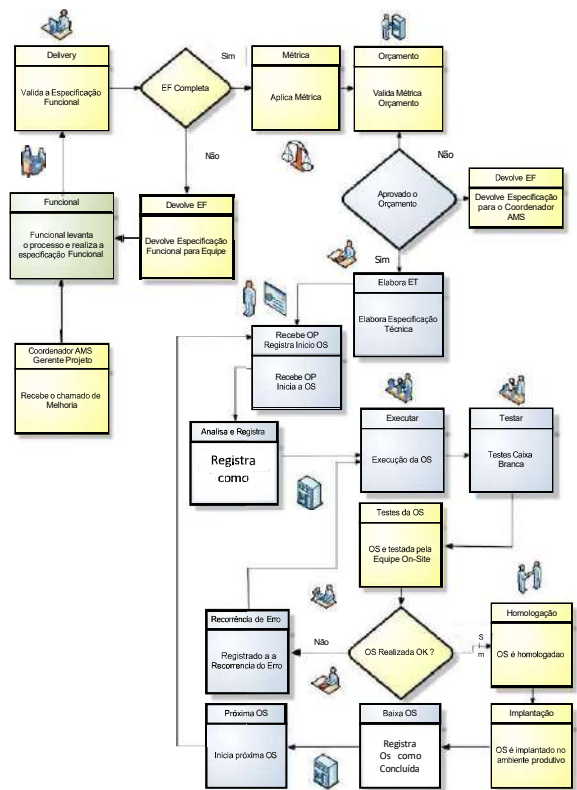 Delivery
Valida a Especificação
Funcional
EF Completa
Sim
Não
Métrica
Aplica Métrica
Orçamento
Valida Métrica
Orçamento
Não
Aprovado o
Orçamento
Sim
Devolve EF
Devolve Especificação
para o Coordenador
AMS
Funcional
Funcional levanta
o processo e realiza a
especificação Funcional
Devolve EF
Devolve Especificação
Funcional para Equipe
Elabora ET
Elabora Especificação
Técnica
Coordenador AMS
Gerente Projeto
Recebe o chamado de
Melhoria
Recebe OP
Registra Inicio OS
Recebe OP
Inicia a OS
Analisa e Registra
Registra
como
Executar
Execução da OS
Testar
Testes Caixa
Branca
Testes da OS
OS e testada pela
Equipe On-Site
Recorrência de Erro
Registrado a a
Recorrencia do Erro
Não
OS Realizada OK ?
S
i
m
Homologação
OS é homologadao
Próxima OS
Inicia próxima OS
Baixa OS
Registra
Os como
Concluída
Implantação
OS é implantado no
ambiente produtivo